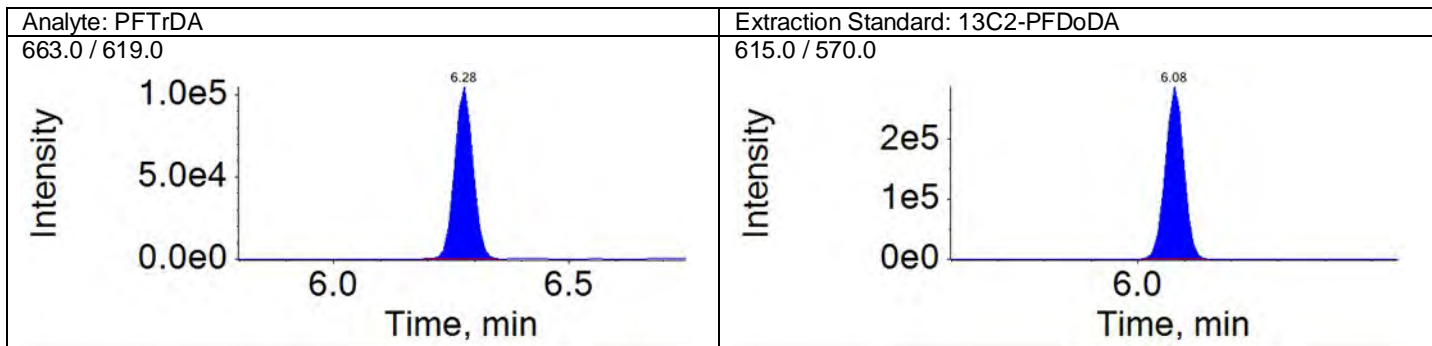 Analyte: PFTrDA
663.0 / 619.0
6.28
1.0e5
5.0e4
0.0e0
Intensity
6.0 6.5
Time, min
Extraction Standard: 13C2-PFDoDA
615.0 / 570.0
6.08
2e5
1e5
0e0
Intensity
6.0
Time, min